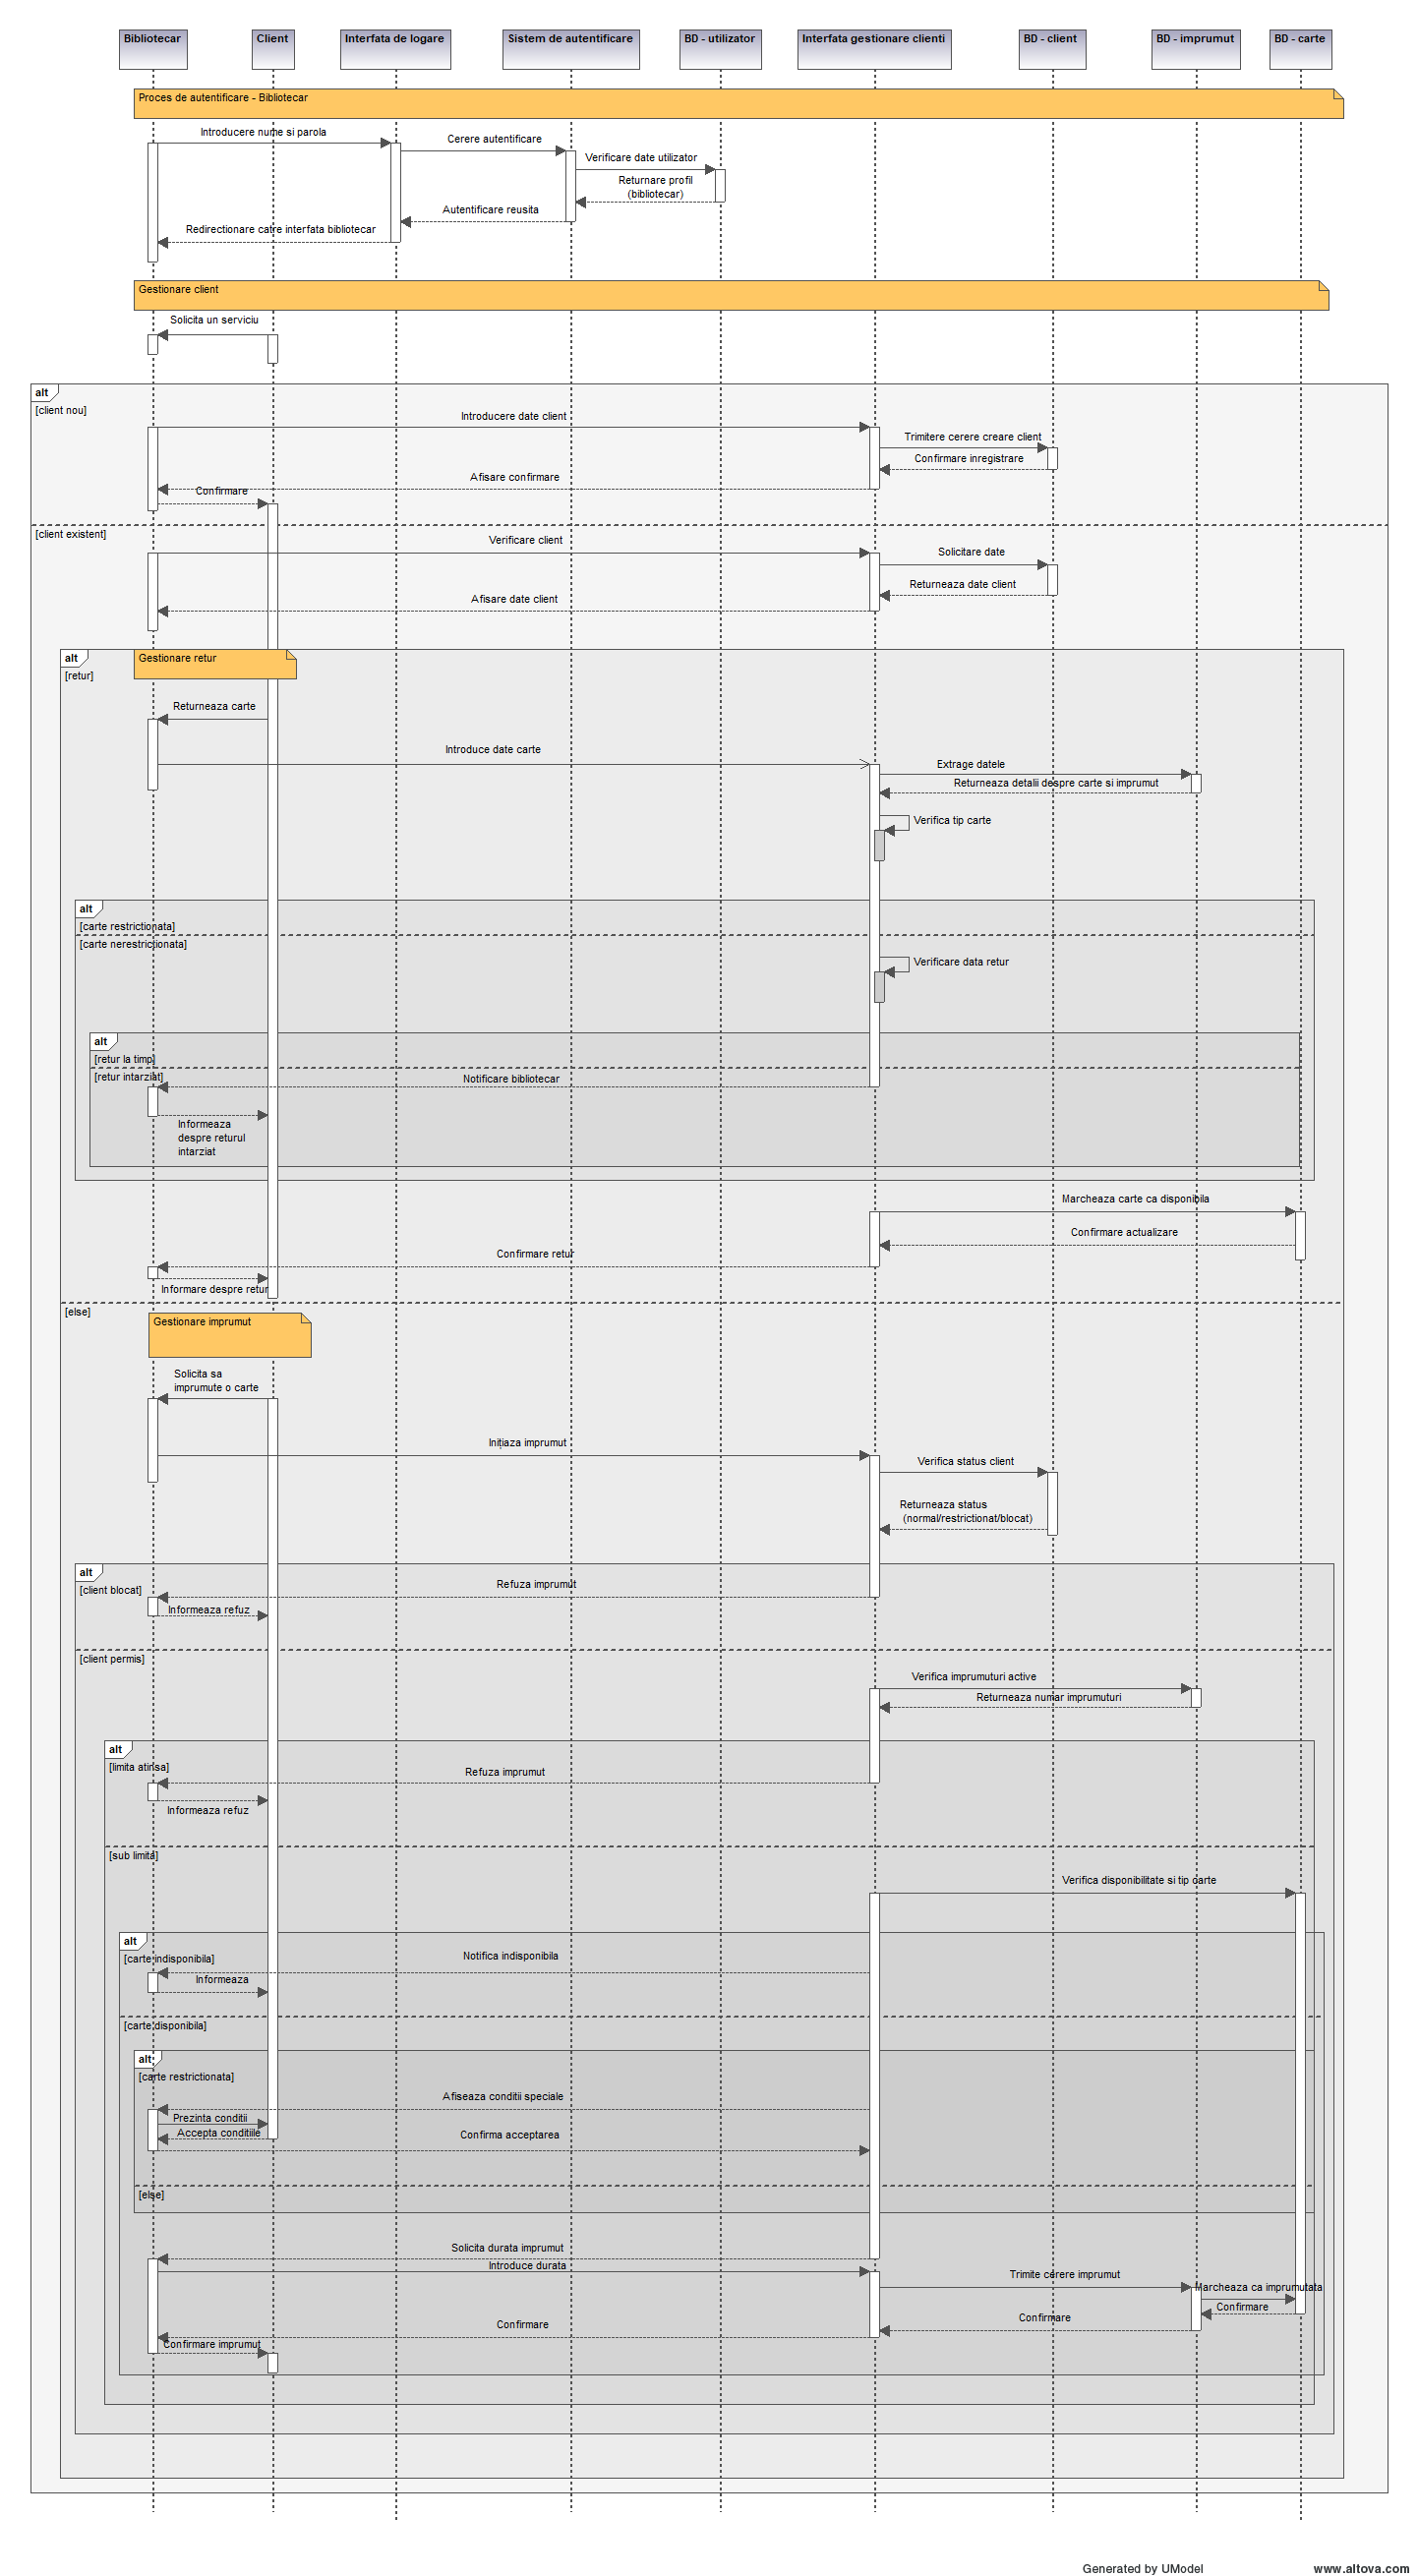 Bibliotecar
Client
Interfata de logare
Sistem de autentificare
BD - utilizator
Interfata gestionare clienti
BD - client
BD - imprumut
BD - carte
Proces de autentificare - Bibliotecar
Introducere nume si parola
Cerere autentificare
Verificare date utilizator
Returnare profil
(bibliotecar)
Autentificare reusita
Redirectionare catre interfata bibliotecar
Gestionare client
Solicita un serviciu
alt
[client nou]
Introducere date client
Trimitere cerere creare client
Confirmare inregistrare
Afisare confirmare
Confirmare
[client existent]
Verificare client
Solicitare date
Returneaza date client
Afisare date client
alt
Gestionare retur
[retur]
Returneaza carte
Introduce date carte
Extrage datele
Returneaza detalii despre carte si imprumut
Verifica tip carte
alt
[carte restrictionata]
[carte nerestrictionata]
Verificare data retur
alt
[retur la timp]
[retur intarziat]
Notificare bibliotecar
Informeaza
despre returul
intarziat
Marcheaza carte ca disponibila
Confirmare actualizare
Confirmare retur
Informare despre retur
[else]
Gestionare imprumut
Solicita sa
imprumute o carte
Inițiaza imprumut
Verifica status client
Returneaza status
(normal/restrictionat/blocat)
alt
[client blocat]
Refuza imprumut
Informeaza refuz
[client permis]
Verifica imprumuturi active
Returneaza numar imprumuturi
alt
[limita atinsa]
Refuza imprumut
Informeaza refuz
[sub limita]
Verifica disponibilitate si tip carte
alt
[carte indisponibila]
Notifica indisponibila
Informeaza
[carte disponibila]
alt
[carte restrictionata]
Afiseaza conditii speciale
Prezinta conditii
Accepta conditiile
Confirma acceptarea
[else]
Solicita durata imprumut
Introduce durata
Trimite cerere imprumut
Marcheaza ca imprumutata
Confirmare
Confirmare
Confirmare
Confirmare imprumut
Generated by UModel
www.altova.com